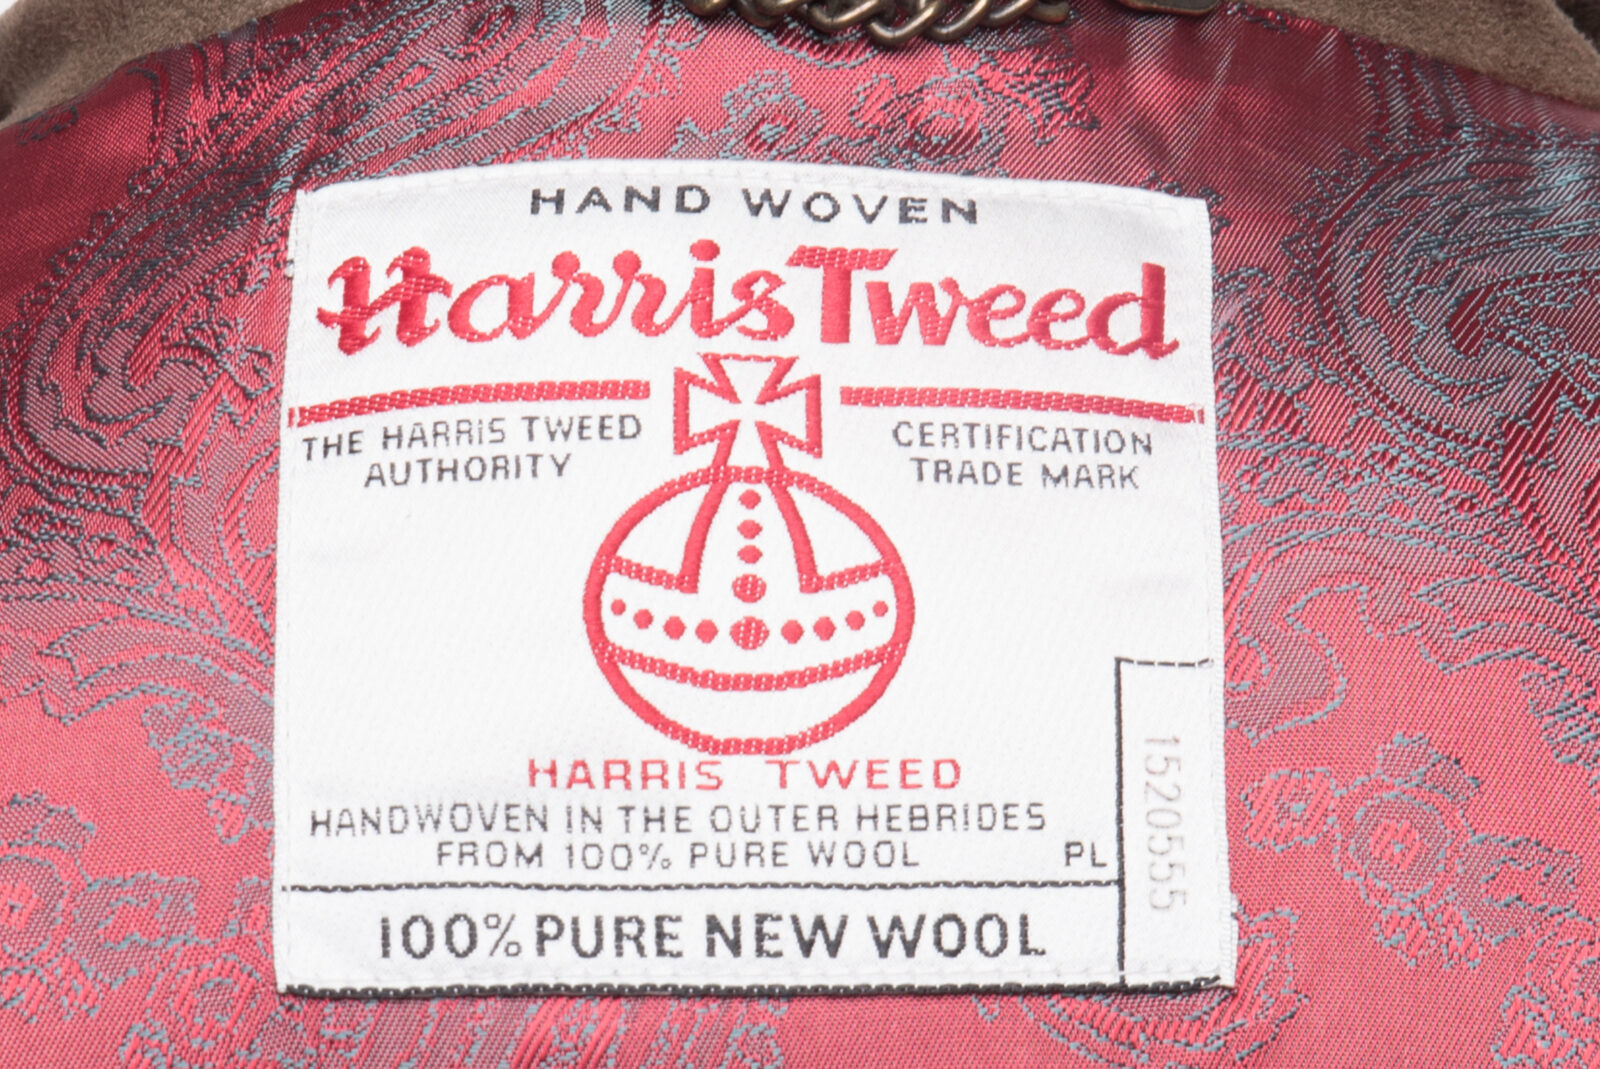 HAND WOVEN
Harris Tweed
THE HARRIS TWEED
AUTHORITY
CERTIFICATION
TRADE MARK
HARRIS TWEED
HANDWOVEN IN THE OUTER HEBRIDES
FROM 100% PURE WOOL
PL
100% PURE NEW WOOL
1520555